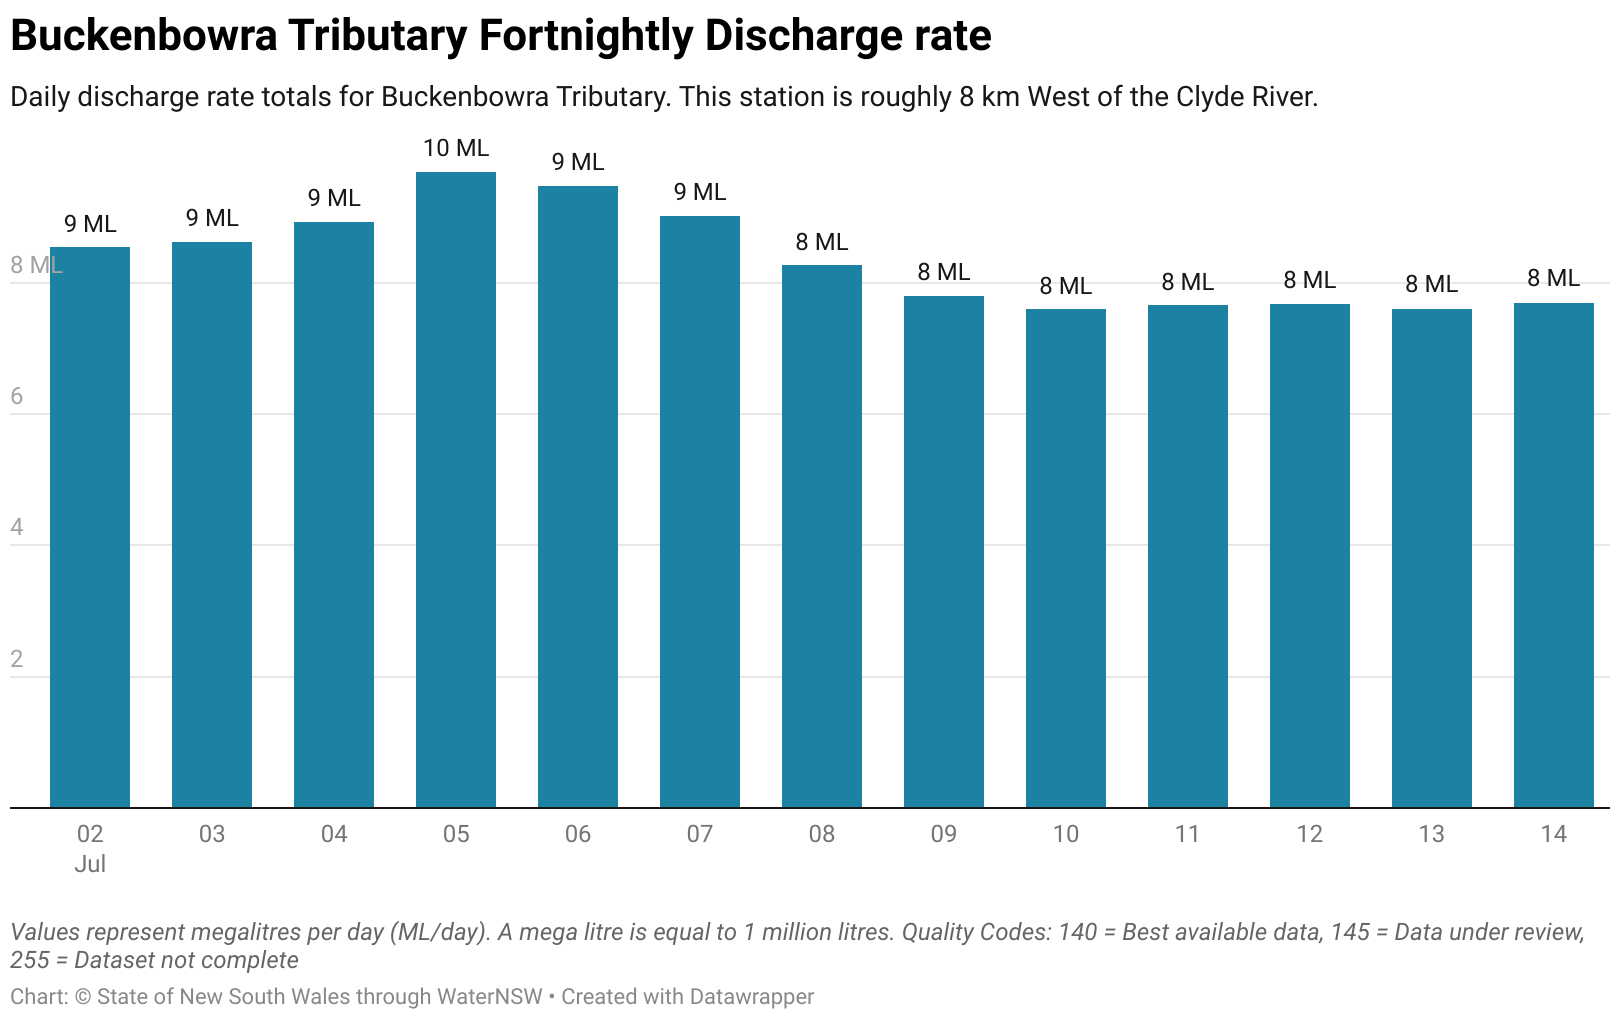 Buckenbowra Tributary Fortnightly Discharge rate
Daily discharge rate totals for Buckenbowra Tributary. This station is roughly 8 km West of the Clyde River.
10 ML
9 ML
9 ML
9 ML
9 ML
9 ML
8 ML
8 ML
8 ML
8 ML
8 ML
8 ML
8 ML
8 ML
6
4
2
02 03 04 05 06 07 08 09 10 11 12 13 14
Jul
Values represent megalitres per day (ML/day). A mega litre is equal to 1 million litres. Quality Codes: 140 = Best available data, 145 = Data under review,
255 = Dataset not complete
Chart: © State of New South Wales through WaterNSW • Created with Datawrapper